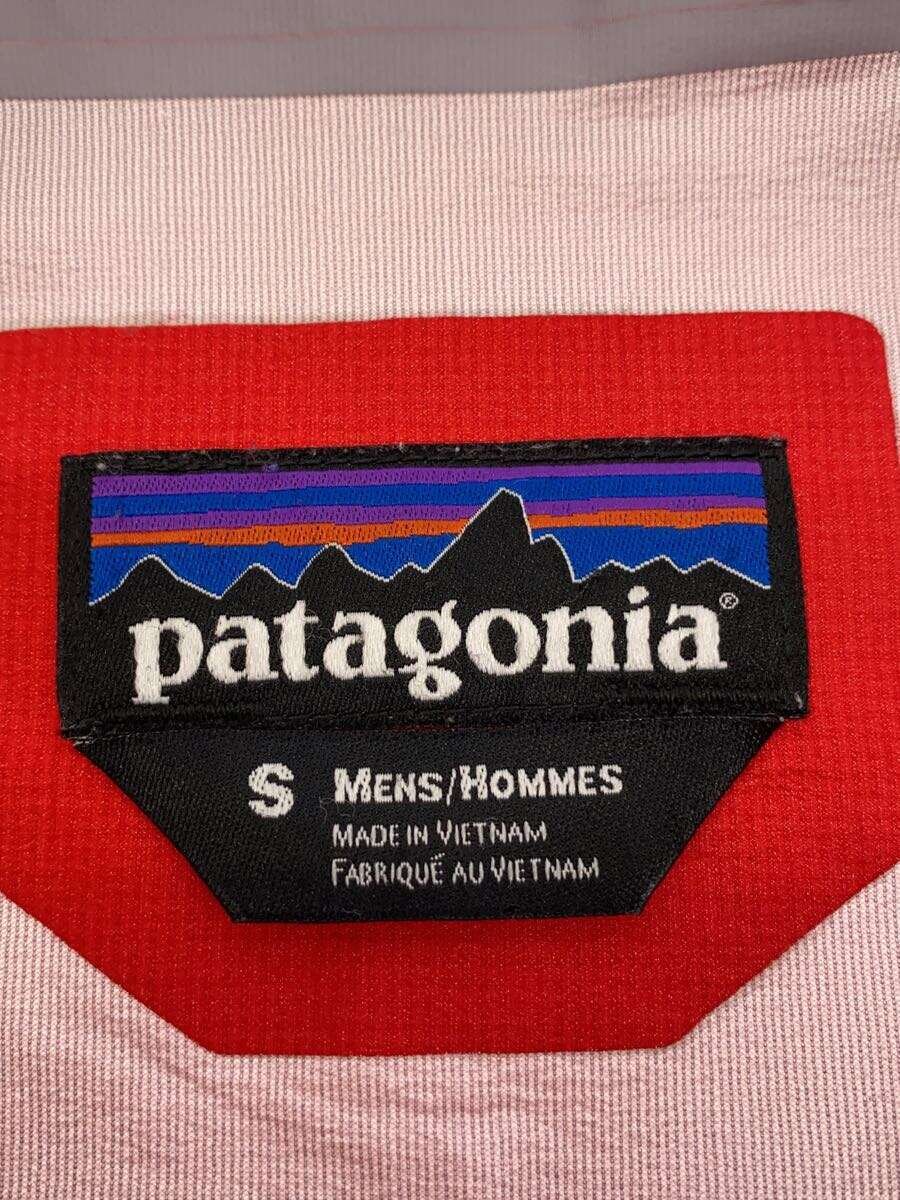 patagonia®
S MENS/HOMMES
MADE IN VIETNAM
FABRIQUÉ AU VIETNAM